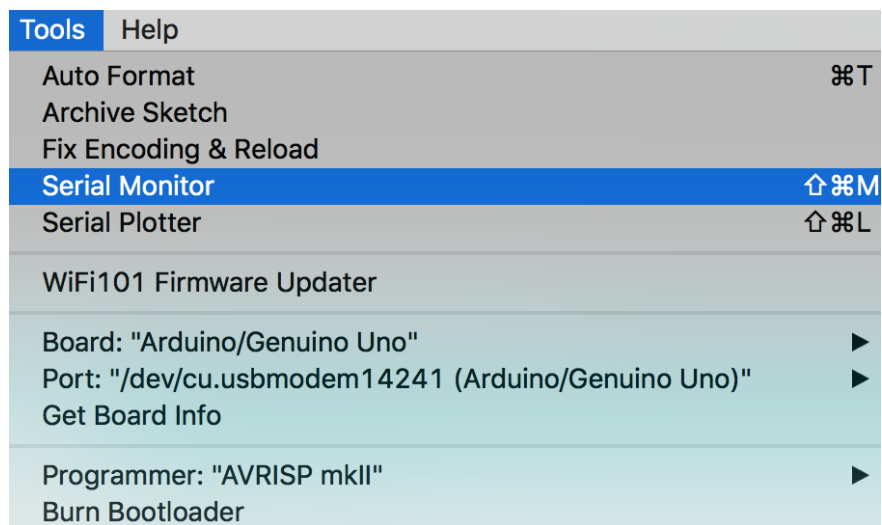 Tools Help
Auto Format ⌘T
Archive Sketch
Fix Encoding & Reload
Serial Monitor ⇧⌘M
Serial Plotter ⇧⌘L
WiFi101 Firmware Updater
Board: "Arduino/Genuino Uno" ▶
Port: "/dev/cu.usbmodem14241 (Arduino/Genuino Uno)" ▶
Get Board Info
Programmer: "AVRISP mkII" ▶
Burn Bootloader